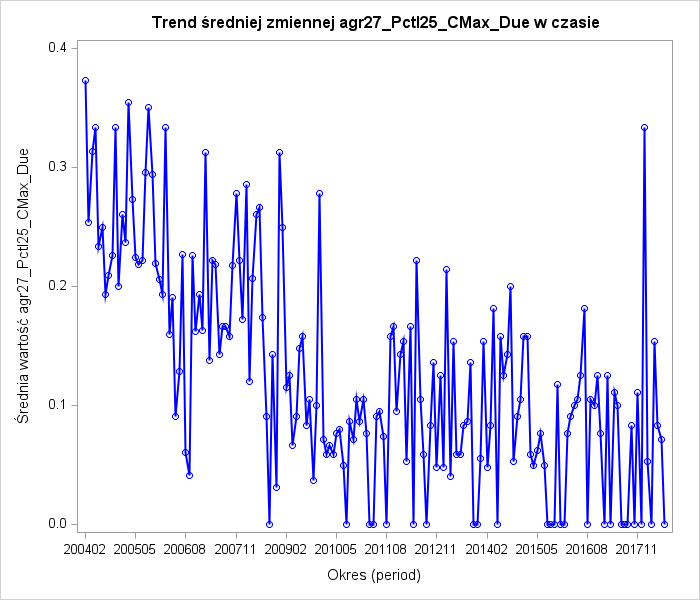 Trend średniej zmiennej agr27_Pctl25_CMax_Due w czasie
0.4
0.3
0.2
0.1
0.0
Średnia wartość agr27_Pctl25_CMax_Due
200402 200505 200608 200711 200902 201005 201108 201211 201402 201505 201608 201711
Okres (period)